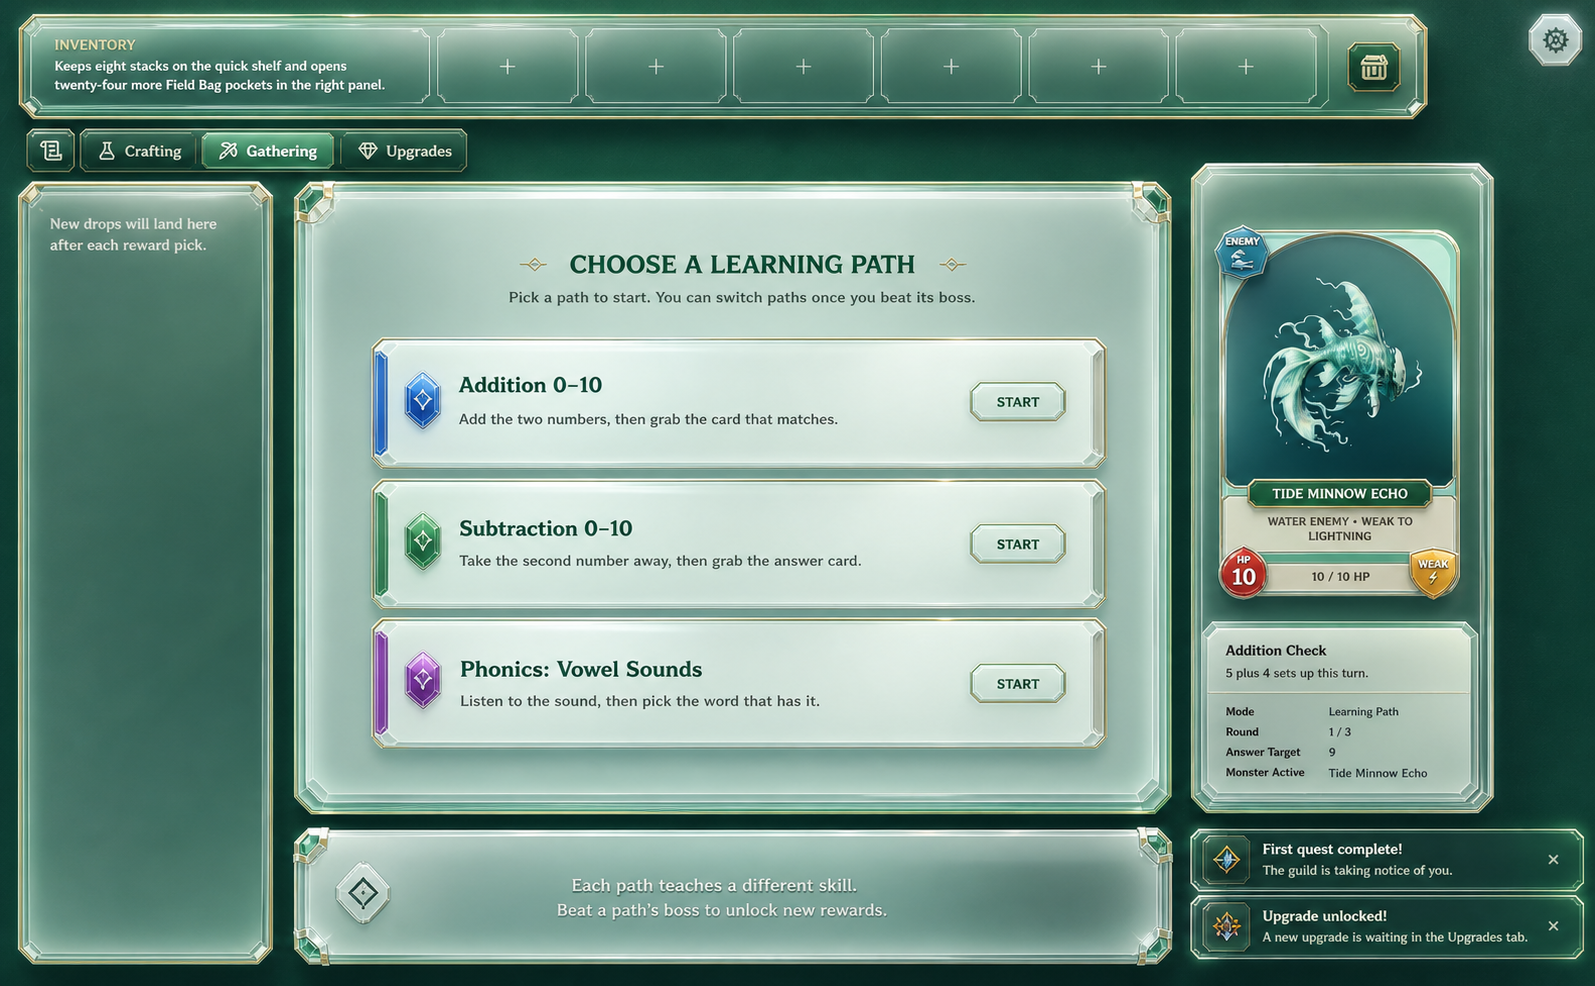 INVENTORY
Keeps eight stacks on the quick shelf and opens
twenty-four more Field Bag pockets in the right panel.
Crafting
Gathering
Upgrades
New drops will land here
after each reward pick.
CHOOSE A LEARNING PATH
Pick a path to start. You can switch paths once you beat its boss.
Addition 0–10
Add the two numbers, then grab the card that matches.
START
Subtraction 0–10
Take the second number away, then grab the answer card.
START
Phonics: Vowel Sounds
Listen to the sound, then pick the word that has it.
START
Each path teaches a different skill.
Beat a path's boss to unlock new rewards.
ENEMY
TIDE MINNOW ECHO
WATER ENEMY • WEAK TO
LIGHTNING
HP
10
10 / 10 HP
WEAK
Addition Check
5 plus 4 sets up this turn.
Mode Learning Path
Round 1 / 3
Answer Target 9
Monster Active Tide Minnow Echo
First quest complete!
The guild is taking notice of you.
Upgrade unlocked!
A new upgrade is waiting in the Upgrades tab.